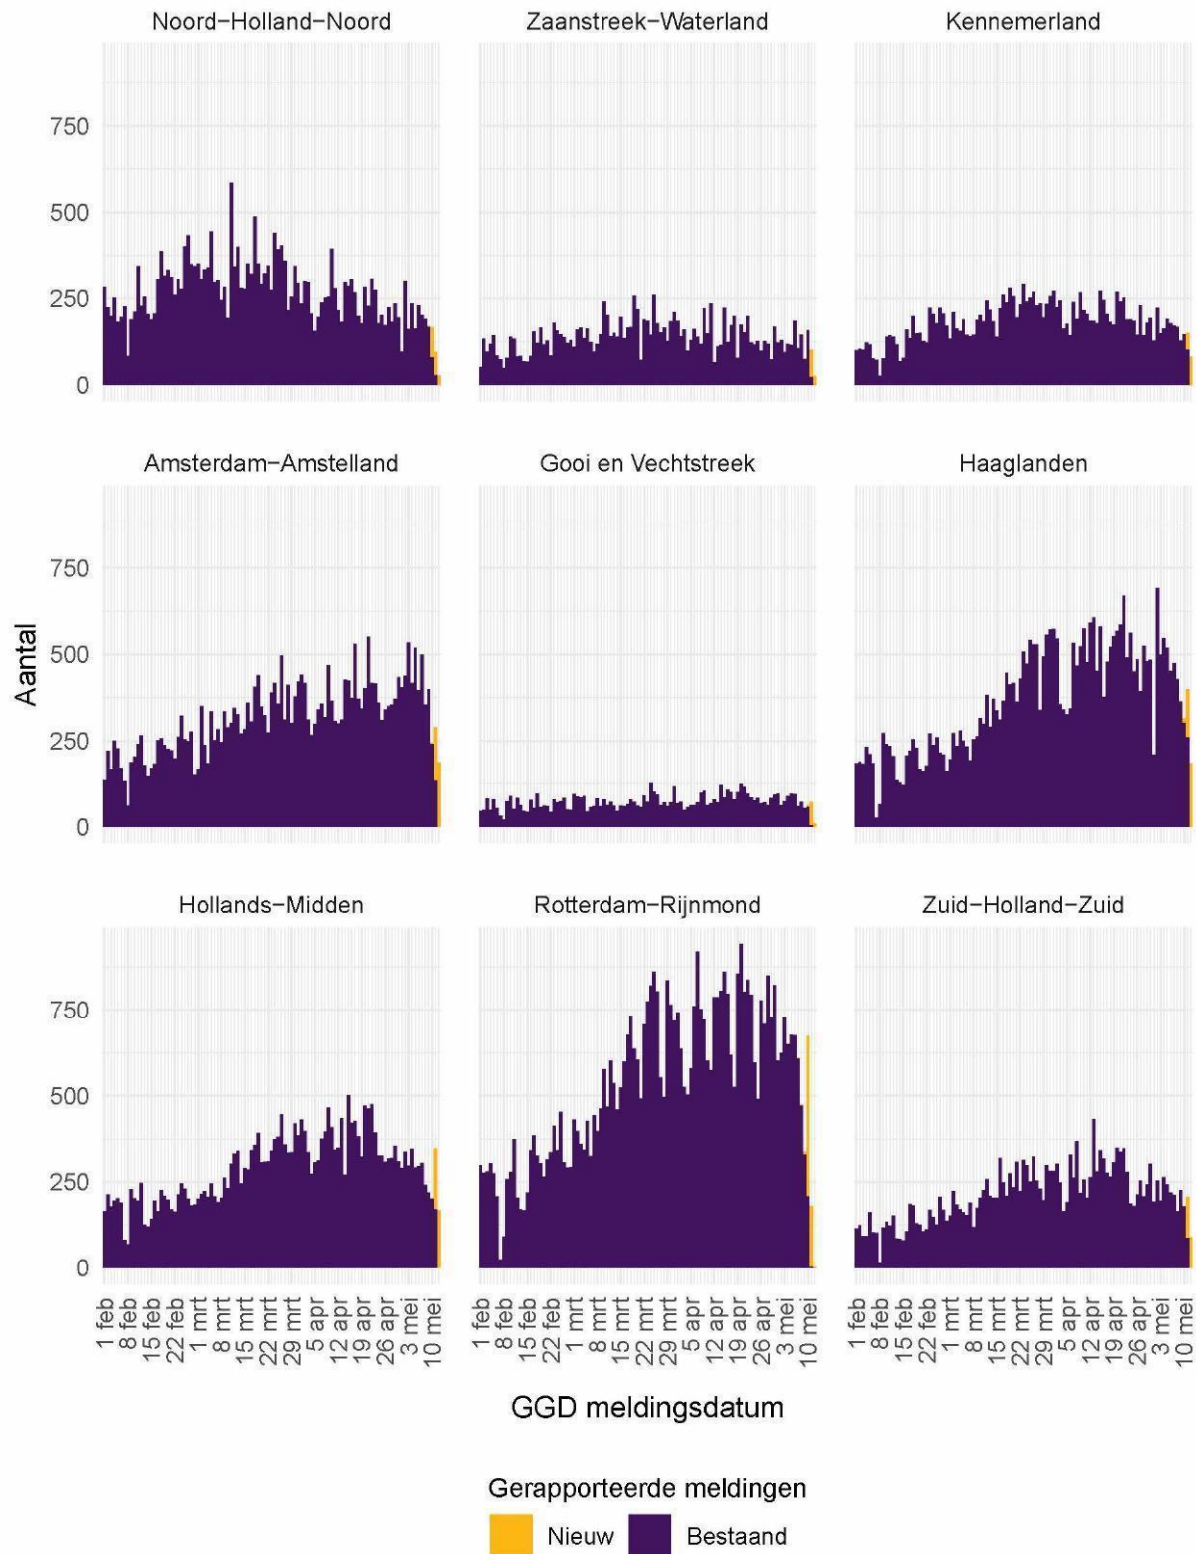 Noord-Holland-Noord Zaanstreek-Waterland Kennemerland
750
500
250
0
Amsterdam-Amstelland Gooi en Vechtstreek Haaglanden
750
500
250
0
Aantal
Hollands-Midden Rotterdam-Rijnmond Zuid-Holland-Zuid
750
500
250
0
1 feb 8 feb 15 feb 22 feb 1 mrt 8 mrt 15 mrt 22 mrt 29 mrt 5 apr 12 apr 19 apr 26 apr 3 mei 10 mei
1 feb 8 feb 15 feb 22 feb 1 mrt 8 mrt 15 mrt 22 mrt 29 mrt 5 apr 12 apr 19 apr 26 apr 3 mei 10 mei
1 feb 8 feb 15 feb 22 feb 1 mrt 8 mrt 15 mrt 22 mrt 29 mrt 5 apr 12 apr 19 apr 26 apr 3 mei 10 mei
GGD meldingsdatum
Gerapporteerde meldingen
Nieuw Bestaand